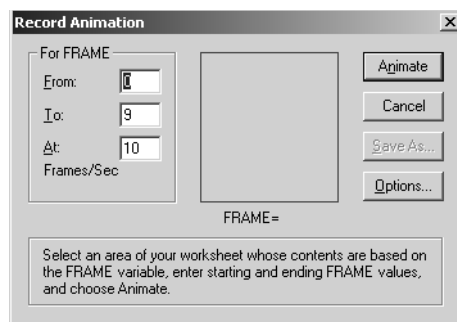 Record Animation
For FRAME
From: 0
To: 9
At: 10
Frames/Sec
Animate
Cancel
Save As...
Options...
FRAME=
Select an area of your worksheet whose contents are based on
the FRAME variable, enter starting and ending FRAME values,
and choose Animate.